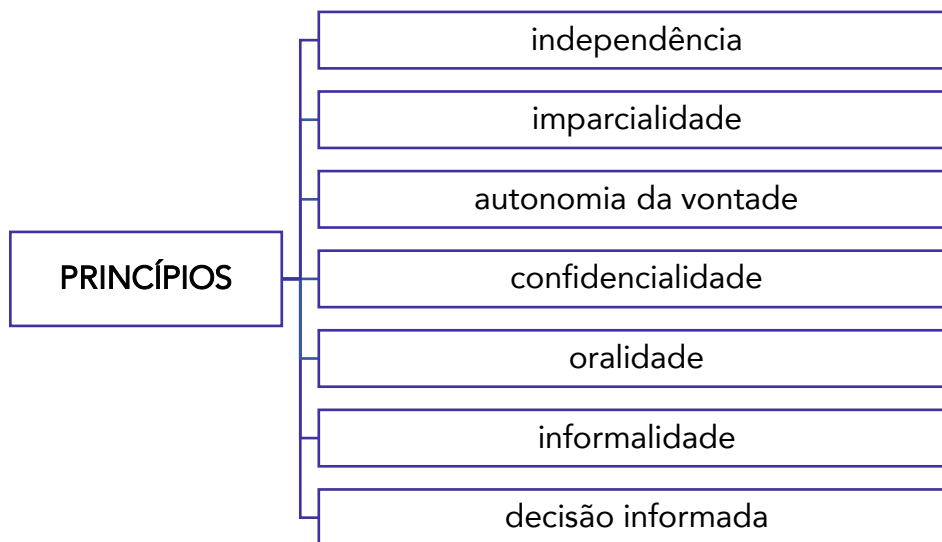 PRINCÍPIOS
independência
imparcialidade
autonomia da vontade
confidencialidade
oralidade
informalidade
decisão informada